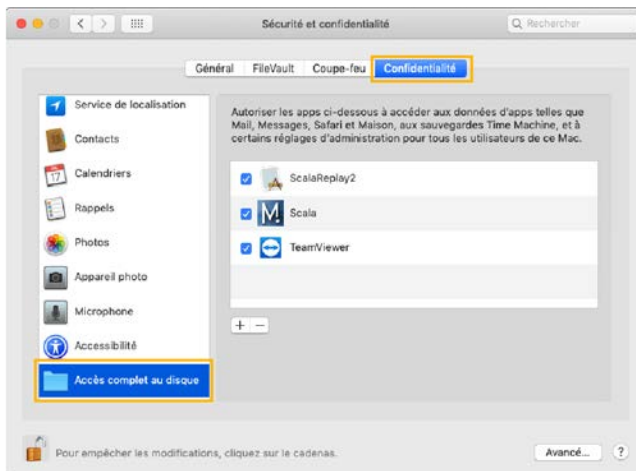 Sécurité et confidentialité
Rechercher
Général FileVault Coupe-feu Confidentialité
Service de localisation
Contacts
17
Calendriers
Rappels
Photos
Appareil photo
Microphone
Accessibilité
Accès complet au disque
Autoriser les apps ci-dessous à accéder aux données d'apps telles que
Mail, Messages, Safari et Maison, aux sauvegardes Time Machine, et à
certains réglages d'administration pour tous les utilisateurs de ce Mac.
ScalaReplay2
M Scala
TeamViewer
+ −
Pour empêcher les modifications, cliquez sur le cadenas.
Avancé... ?